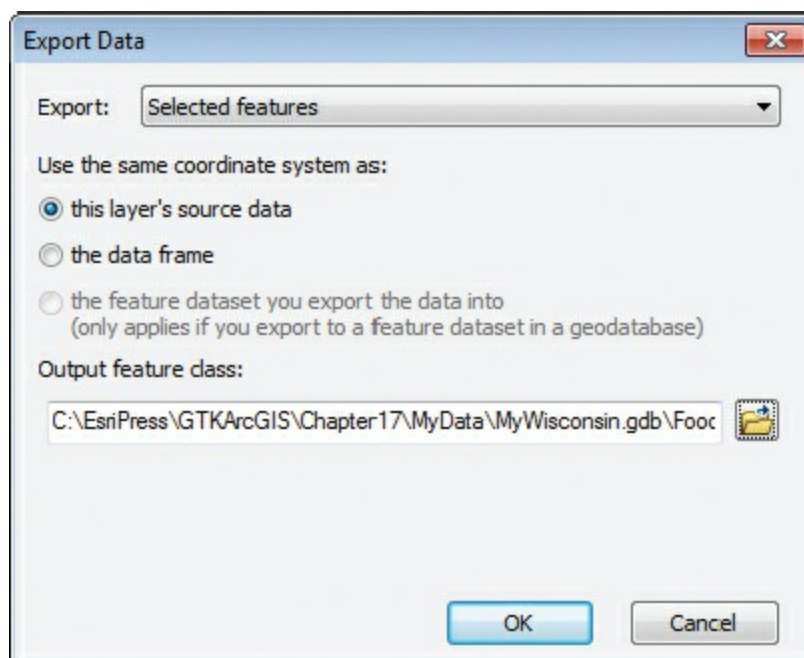 Export Data
Export: Selected features
Use the same coordinate system as:
this layer's source data
the data frame
the feature dataset you export the data into
(only applies if you export to a feature dataset in a geodatabase)
Output feature class:
C:\EsriPress\GTKArcGIS\Chapter17\MyData\MyWisconsin.gdb\Fooc
OK Cancel